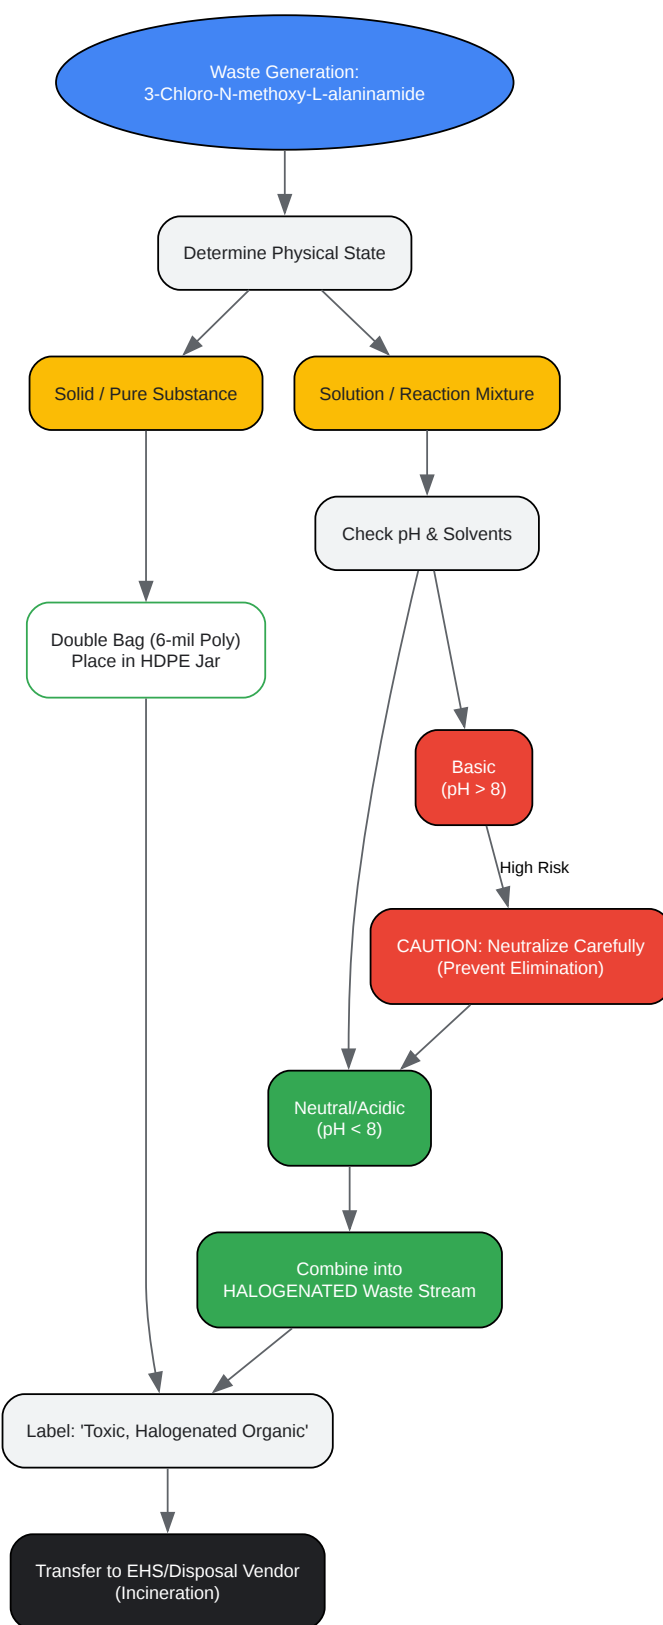 Waste Generation:
3-Chloro-N-methoxy-L-alaninamide
Determine Physical State
Solid / Pure Substance
Solution / Reaction Mixture
Check pH & Solvents
Double Bag (6-mil Poly)
Place in HDPE Jar
Basic
(pH > 8)
High Risk
CAUTION: Neutralize Carefully
(Prevent Elimination)
Neutral/Acidic
(pH < 8)
Combine into
HALOGENATED Waste Stream
Label: 'Toxic, Halogenated Organic'
Transfer to EHS/Disposal Vendor
(Incineration)